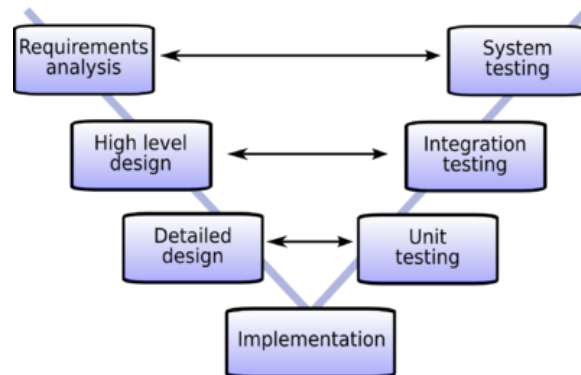 Requirements
analysis
System
testing
High level
design
Integration
testing
Detailed
design
Unit
testing
Implementation